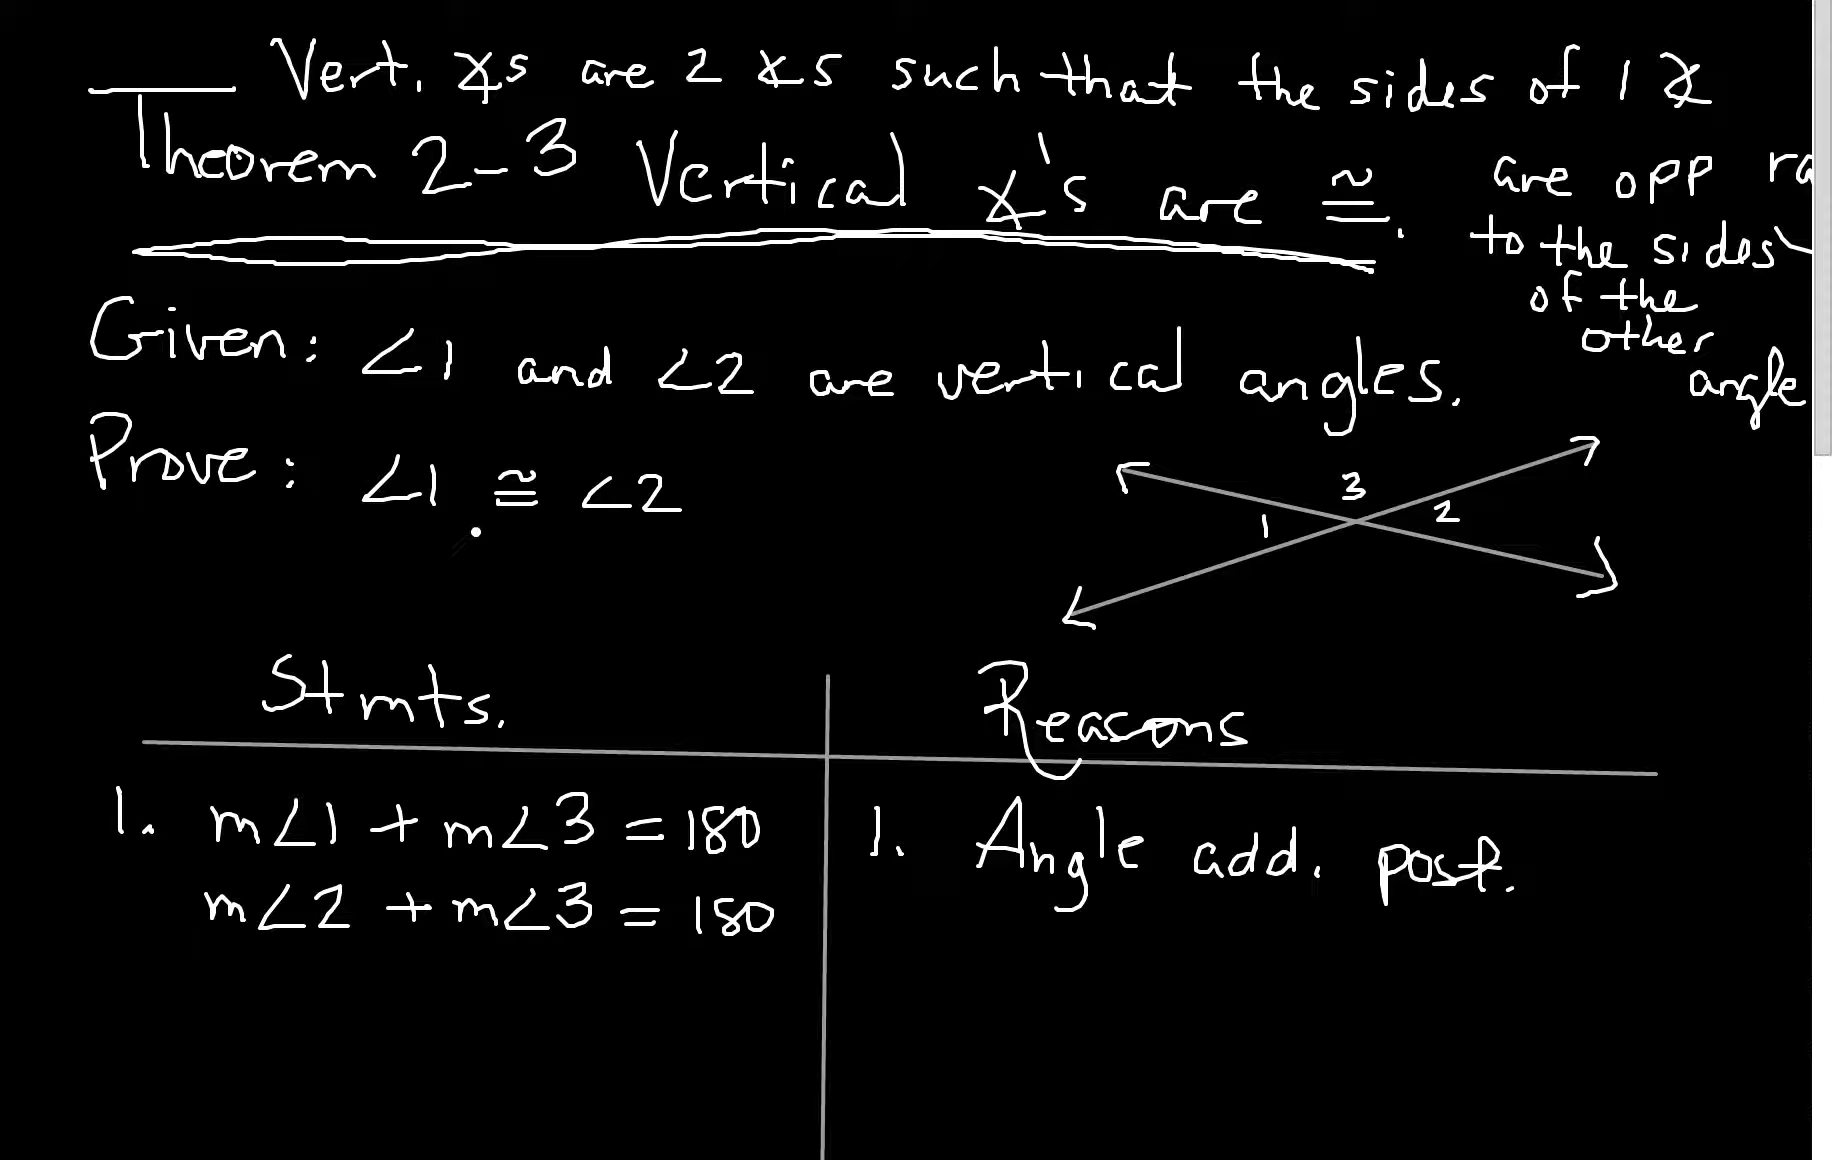 Vert. ∡s are 2 ∡s such that the sides of 1 ∡
Theorem 2-3 Vertical ∡'s are ≅.
are opp ra
to the sides
of the
other
angle
Given: ∠1 and ∠2 are vertical angles.
Prove: ∠1 ≅ ∠2
3
1
2
Stmts.
Reasons
1. m∠1 + m∠3 = 180
1. Angle add. post.
m∠2 + m∠3 = 180